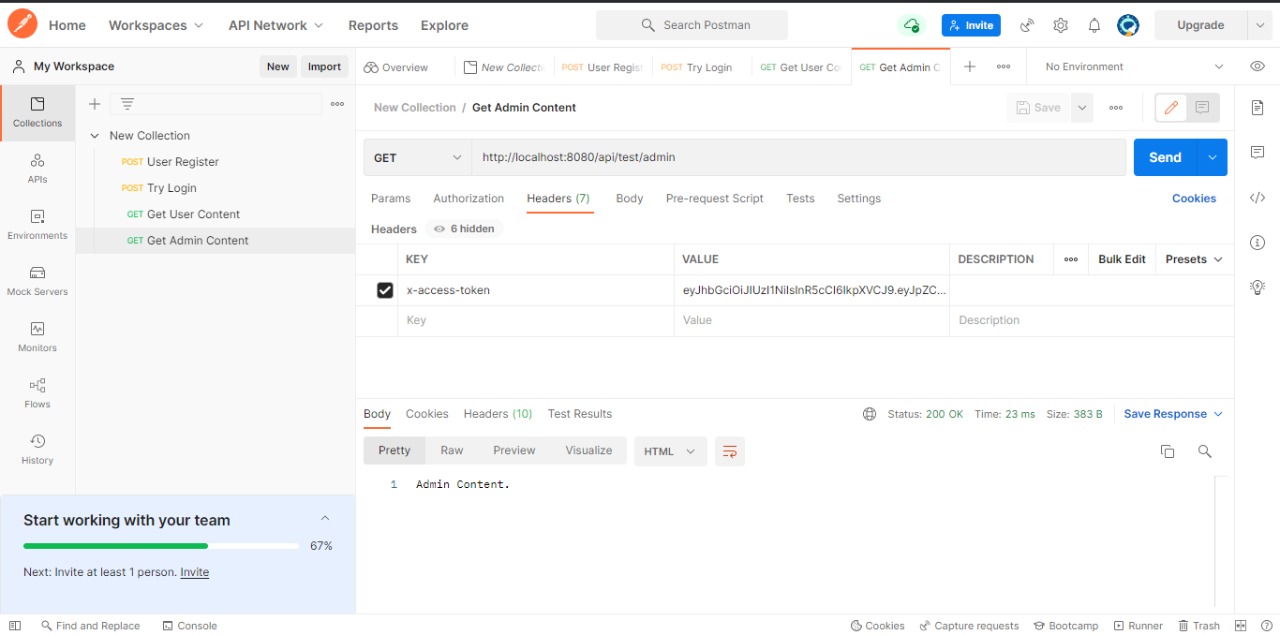 Home Workspaces API Network Reports Explore Search Postman Invite Upgrade
My Workspace New Import Overview New Collecti POST User Regist POST Try Login GET Get User Co GET Get Admin C No Environment
Collections
APIs
Environments
Mock Servers
Monitors
Flows
History
New Collection
POST User Register
POST Try Login
GET Get User Content
GET Get Admin Content
New Collection / Get Admin Content Save
GET http://localhost:8080/api/test/admin Send
Params Authorization Headers (7) Body Pre-request Script Tests Settings Cookies
Headers 6 hidden
KEY VALUE DESCRIPTION Bulk Edit Presets
x-access-token eyJhbGciOiJIUzI1NiIsInR5cCI6IkpXVCJ9.eyJpZC...
Key Value Description
Body Cookies Headers (10) Test Results Status: 200 OK Time: 23 ms Size: 383 B Save Response
Pretty Raw Preview Visualize HTML
1 Admin Content.
Start working with your team
67%
Next: Invite at least 1 person. Invite
Find and Replace Console Cookies Capture requests Bootcamp Runner Trash